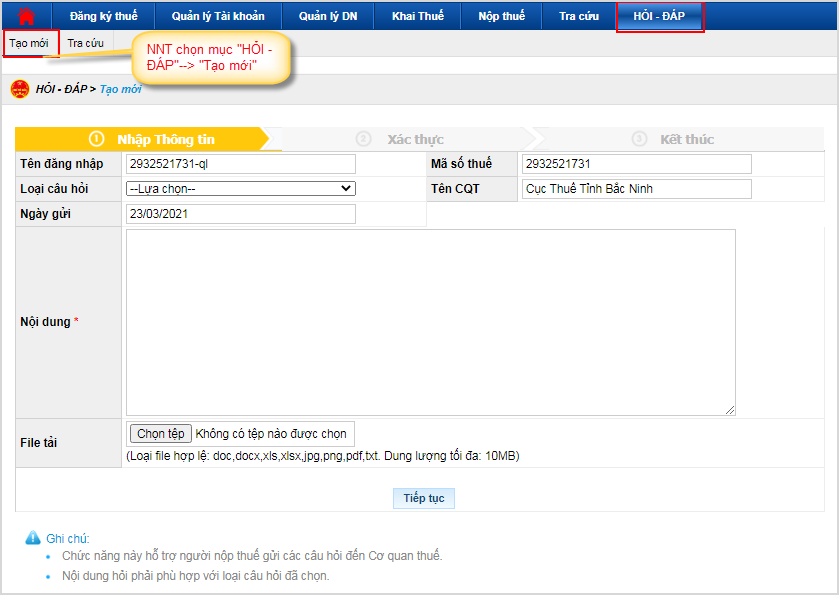 Đăng ký thuế Quản lý Tài khoản Quản lý DN Khai Thuế Nộp thuế Tra cứu HỎI - ĐÁP
Tạo mới Tra cứu
NNT chọn mục "HỎI -
ĐÁP"--> "Tạo mới"
HỎI - ĐÁP > Tạo mới
1 Nhập Thông tin 2 Xác thực 3 Kết thúc
Tên đăng nhập 2932521731-ql Mã số thuế 2932521731
Loại câu hỏi --Lựa chọn-- Tên CQT Cục Thuế Tỉnh Bắc Ninh
Ngày gửi 23/03/2021
Nội dung *
File tải Chọn tệp Không có tệp nào được chọn
(Loại file hợp lệ: doc,docx,xls,xlsx,jpg,png,pdf,txt. Dung lượng tối đa: 10MB)
Tiếp tục
Ghi chú:
Chức năng này hỗ trợ người nộp thuế gửi các câu hỏi đến Cơ quan thuế.
Nội dung hỏi phải phù hợp với loại câu hỏi đã chọn.